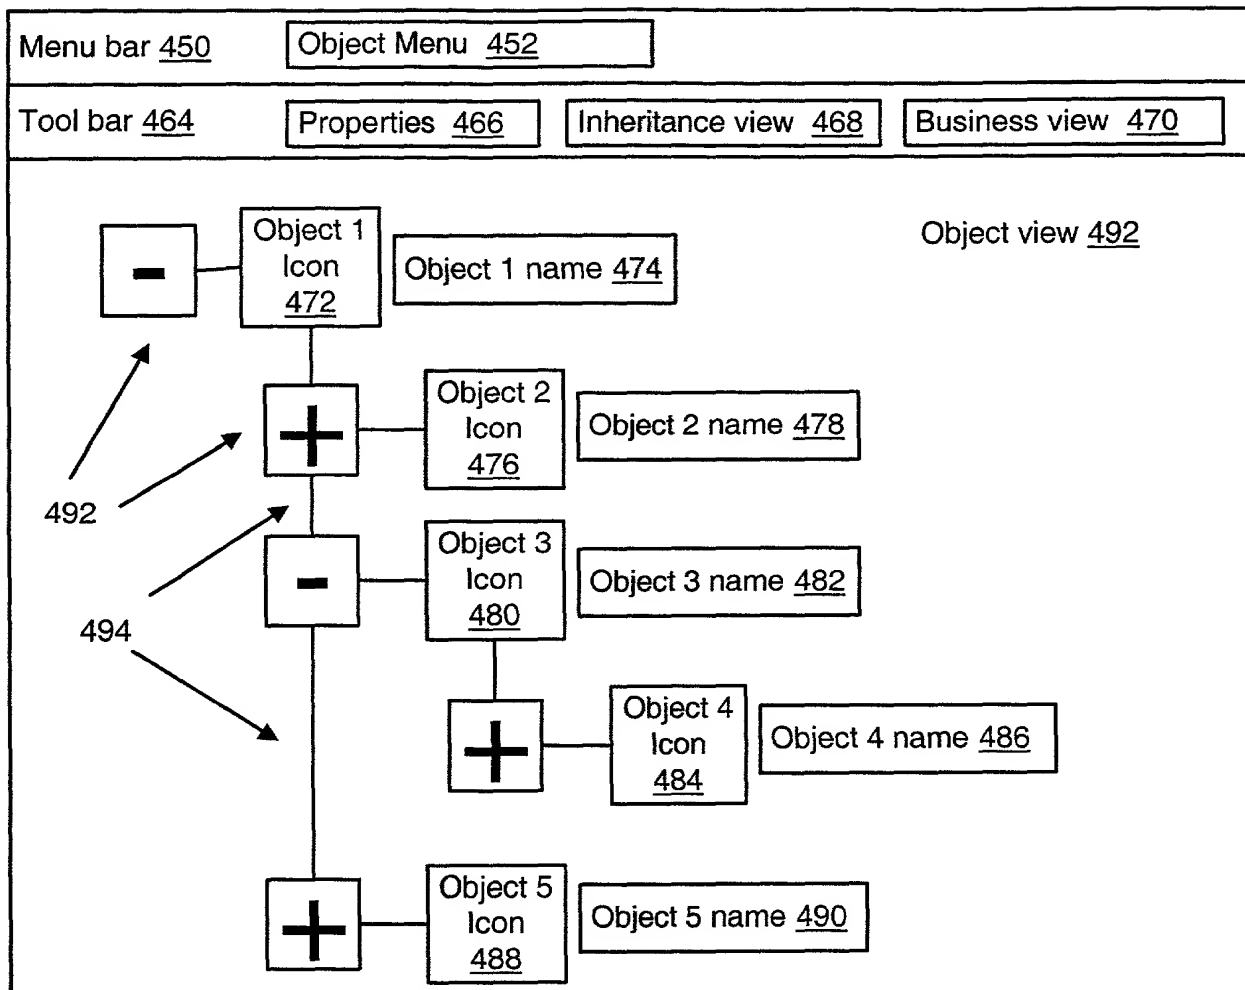 Menu bar 450
Object Menu 452
Tool bar 464
Properties 466
Inheritance view 468
Business view 470
Object view 492
-
Object 1
Icon
472
Object 1 name 474
+
Object 2
Icon
476
Object 2 name 478
492
-
Object 3
Icon
480
Object 3 name 482
494
+
Object 4
Icon
484
Object 4 name 486
+
Object 5
Icon
488
Object 5 name 490